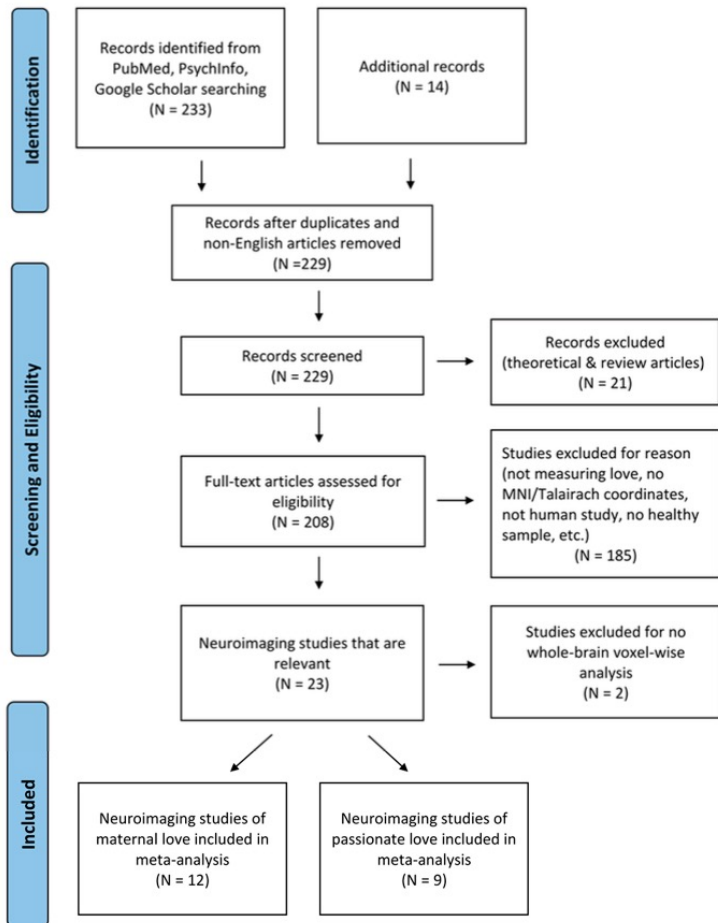 Identification
Records identified from
PubMed, PsychInfo,
Google Scholar searching
(N = 233)
Additional records
(N = 14)
Records after duplicates and
non-English articles removed
(N =229)
Screening and Eligibility
Records screened
(N = 229)
Records excluded
(theoretical & review articles)
(N = 21)
Full-text articles assessed for
eligibility
(N = 208)
Studies excluded for reason
(not measuring love, no
MNI/Talairach coordinates,
not human study, no healthy
sample, etc.)
(N = 185)
Neuroimaging studies that are
relevant
(N = 23)
Studies excluded for no
whole-brain voxel-wise
analysis
(N = 2)
Included
Neuroimaging studies of
maternal love included in
meta-analysis
(N = 12)
Neuroimaging studies of
passionate love included in
meta-analysis
(N = 9)